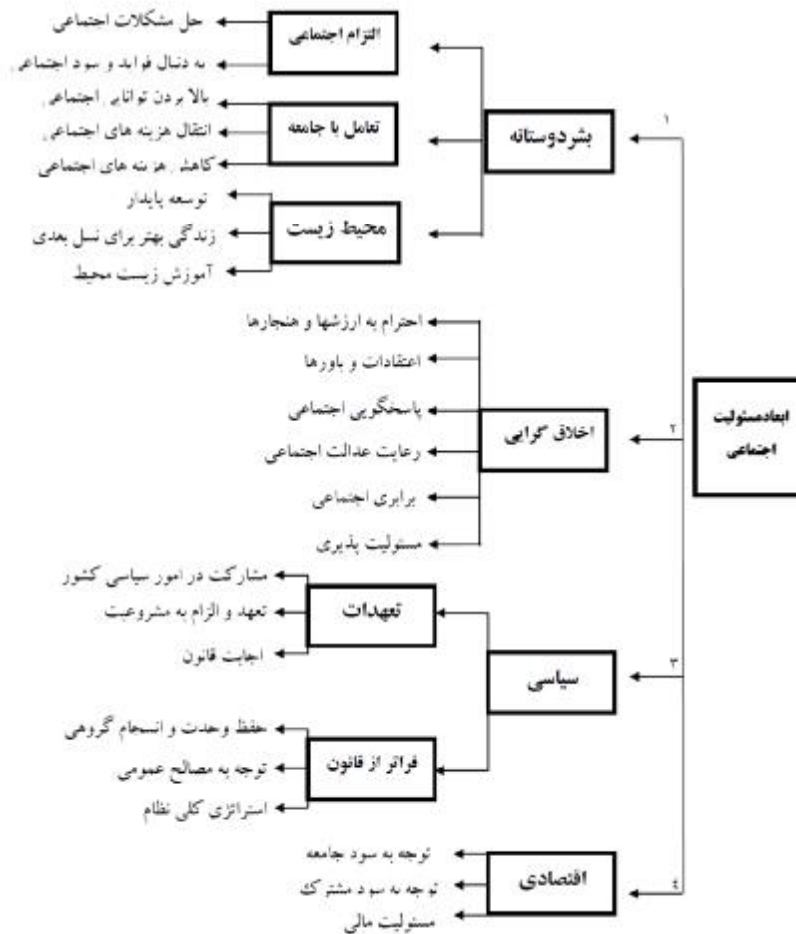 ابعادمسئولیت
اجتماعی
۱
بشردوستانه
التزام اجتماعی
حل مشکلات اجتماعی
به دنبال فواید و سود اجتماعی
تعامل با جامعه
بالا بردن توانایی اجتماعی
انتقال هزینه های اجتماعی
کاهش هزینه های اجتماعی
محیط زیست
توسعه پایدار
زندگی بهتر برای نسل بعدی
آموزش زیست محیط
۲
اخلاق گرایی
احترام به ارزشها و هنجارها
اعتقادات و باورها
پاسخگویی اجتماعی
رعایت عدالت اجتماعی
برابری اجتماعی
مسئولیت پذیری
۳
سیاسی
تعهدات
مشارکت در امور سیاسی کشور
تعهد و الزام به مشروعیت
اجابت قانون
فراتر از قانون
حفظ وحدت و انسجام گروهی
توجه به مصالح عمومی
استراتژی کلی نظام
٤
اقتصادی
توجه به سود جامعه
توجه به سود مشترک
مسئولیت مالی